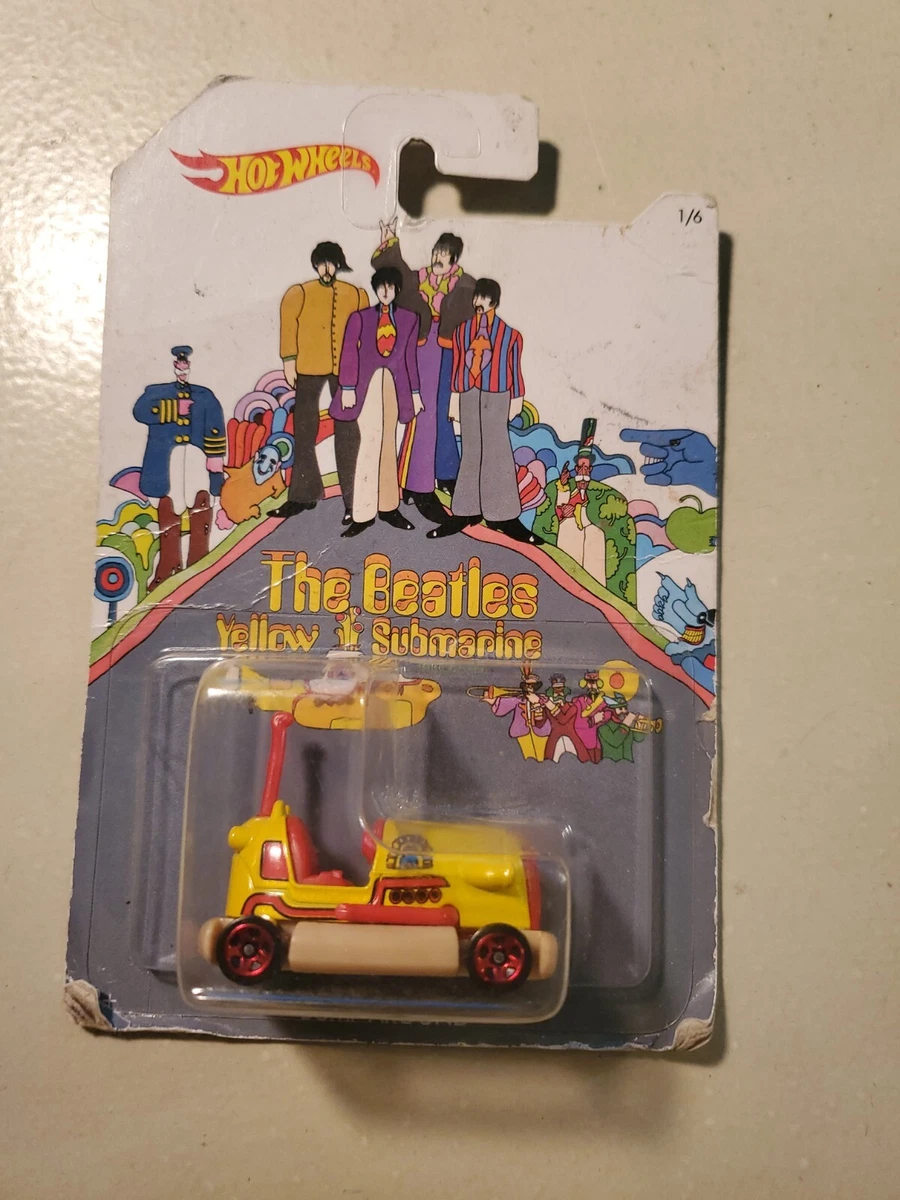 HOT WHEELS
1/6
The Beatles
Yellow Submarine